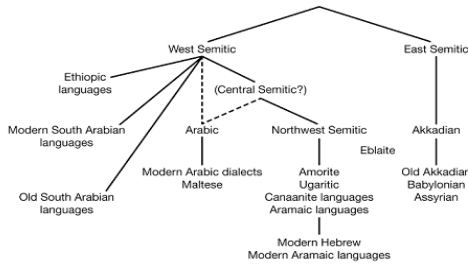 West Semitic
East Semitic
Ethiopic
languages
(Central Semitic?)
Modern South Arabian
languages
Arabic
Northwest Semitic
Akkadian
Eblaite
Modern Arabic dialects
Maltese
Amorite
Ugaritic
Canaanite languages
Aramaic languages
Old Akkadian
Babylonian
Assyrian
Old South Arabian
languages
Modern Hebrew
Modern Aramaic languages